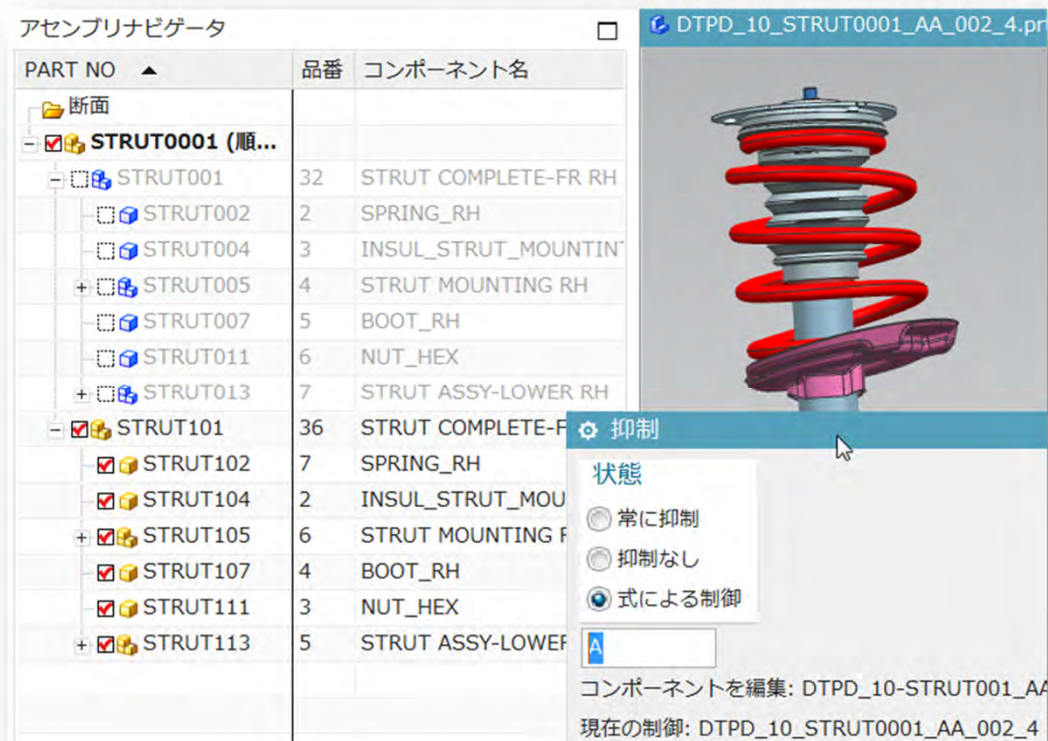 アセンブリナビゲータ
DTPD_10_STRUT0001_AA_002_4.pr
PART NO 品番 コンポーネント名
断面
STRUT0001 (順...
STRUT001 32 STRUT COMPLETE-FR RH
STRUT002 2 SPRING_RH
STRUT004 3 INSUL_STRUT_MOUNTIN
STRUT005 4 STRUT MOUNTING RH
STRUT007 5 BOOT_RH
STRUT011 6 NUT_HEX
STRUT013 7 STRUT ASSY-LOWER RH
STRUT101 36 STRUT COMPLETE-F
STRUT102 7 SPRING_RH
STRUT104 2 INSUL_STRUT_MOU
STRUT105 6 STRUT MOUNTING
STRUT107 4 BOOT_RH
STRUT111 3 NUT_HEX
STRUT113 5 STRUT ASSY-LOWER
抑制
状態
常に抑制
抑制なし
式による制御
A
コンポーネントを編集: DTPD_10-STRUT001_AA
現在の制御: DTPD_10_STRUT0001_AA_002_4